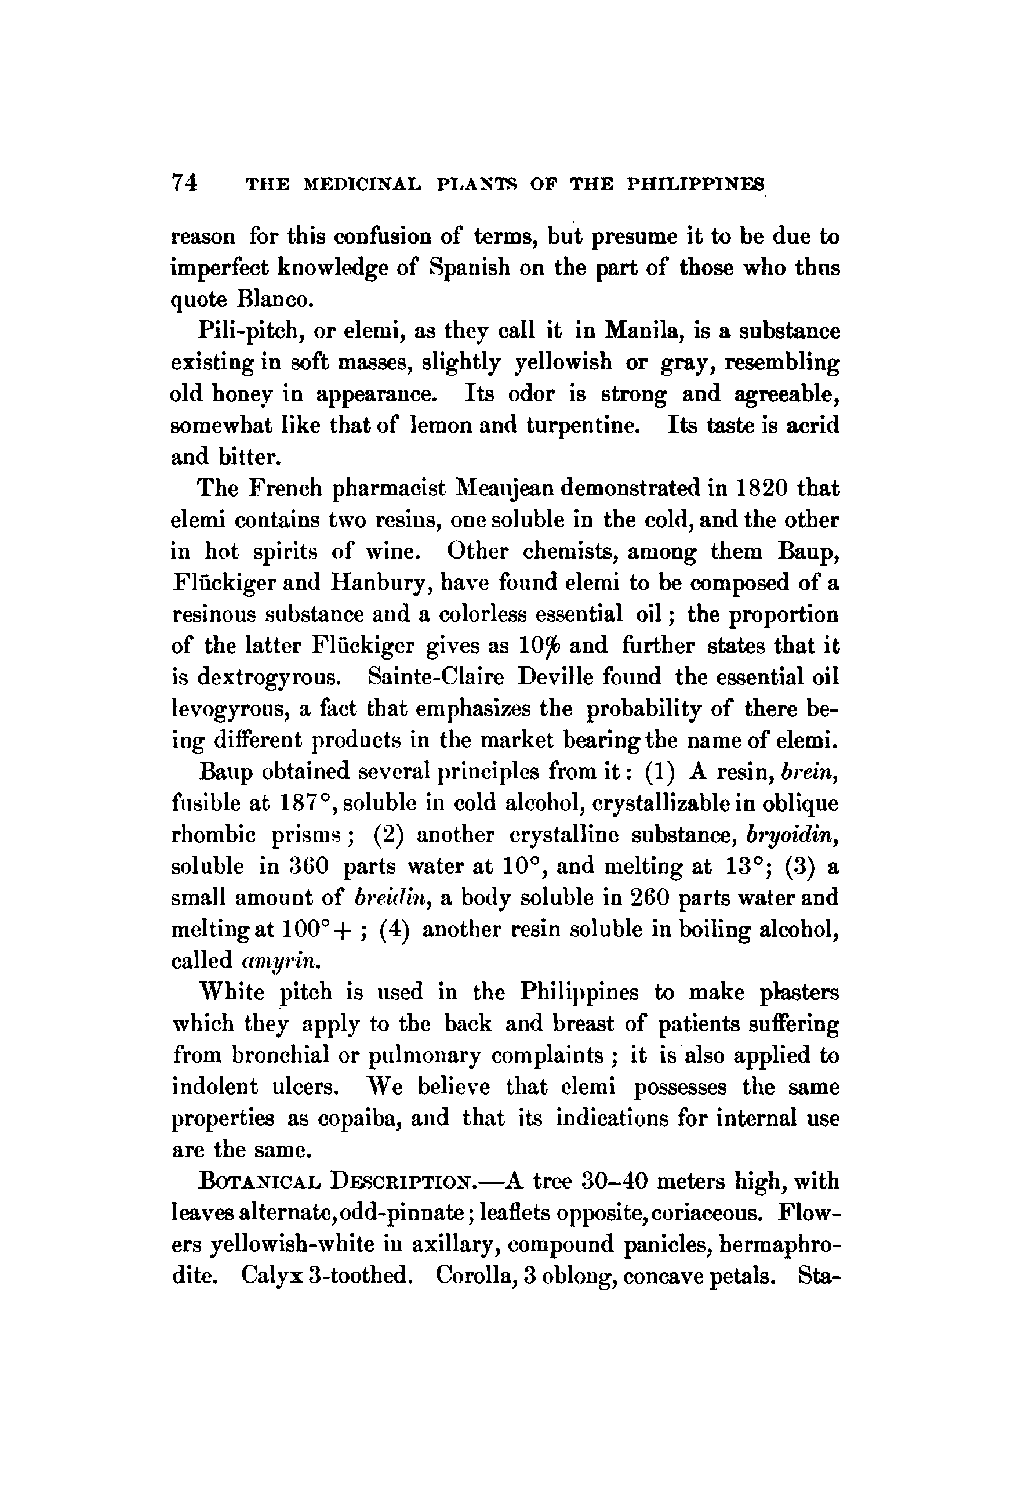 74 THE MEDICINAL PLANTS OF THE PHILIPPINES
reason for this confusion of terms, but presume it to be due to
imperfect knowledge of Spanish on the part of those who thus
quote Blanco.
Pili-pitch, or elemi, as they call it in Manila, is a substance
existing in soft masses, slightly yellowish or gray, resembling
old honey in appearance. Its odor is strong and agreeable,
somewhat like that of lemon and turpentine. Its taste is acrid
and bitter.
The French pharmacist Meaujean demonstrated in 1820 that
elemi contains two resins, one soluble in the cold, and the other
in hot spirits of wine. Other chemists, among them Baup,
Flückiger and Hanbury, have found elemi to be composed of a
resinous substance and a colorless essential oil; the proportion
of the latter Flückiger gives as 10% and further states that it
is dextrogyrous. Sainte-Claire Deville found the essential oil
levogyrous, a fact that emphasizes the probability of there be-
ing different products in the market bearing the name of elemi.
Baup obtained several principles from it: (1) A resin, brein,
fusible at 187°, soluble in cold alcohol, crystallizable in oblique
rhombic prisms; (2) another crystalline substance, bryoidin,
soluble in 360 parts water at 10°, and melting at 13°; (3) a
small amount of breidin, a body soluble in 260 parts water and
melting at 100°+; (4) another resin soluble in boiling alcohol,
called amyrin.
White pitch is used in the Philippines to make plasters
which they apply to the back and breast of patients suffering
from bronchial or pulmonary complaints; it is also applied to
indolent ulcers. We believe that elemi possesses the same
properties as copaiba, and that its indications for internal use
are the same.
BOTANICAL DESCRIPTION.—A tree 30–40 meters high, with
leaves alternate, odd-pinnate; leaflets opposite, coriaceous. Flow-
ers yellowish-white in axillary, compound panicles, hermaphro-
dite. Calyx 3-toothed. Corolla, 3 oblong, concave petals. Sta-